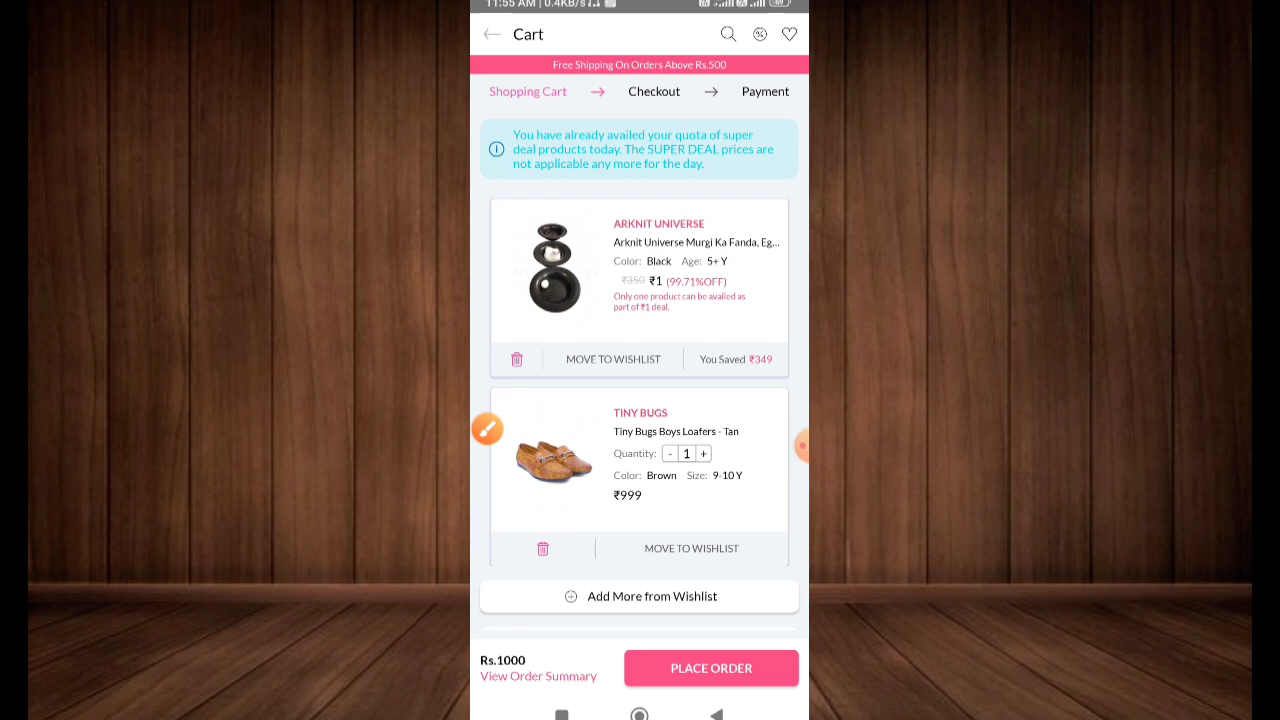 11:55 AM | 0.4KB/s
Cart
Free Shipping On Orders Above Rs.500
Shopping Cart → Checkout → Payment
You have already availed your quota of super
deal products today. The SUPER DEAL prices are
not applicable any more for the day.
ARKNIT UNIVERSE
Arknit Universe Murgi Ka Fanda, Eg...
Color: Black Age: 5+ Y
₹350 ₹1 (99.71%OFF)
Only one product can be availed as
part of ₹1 deal.
MOVE TO WISHLIST You Saved ₹349
TINY BUGS
Tiny Bugs Boys Loafers - Tan
Quantity: - 1 +
Color: Brown Size: 9-10 Y
₹999
MOVE TO WISHLIST
Add More from Wishlist
Rs.1000
View Order Summary
PLACE ORDER